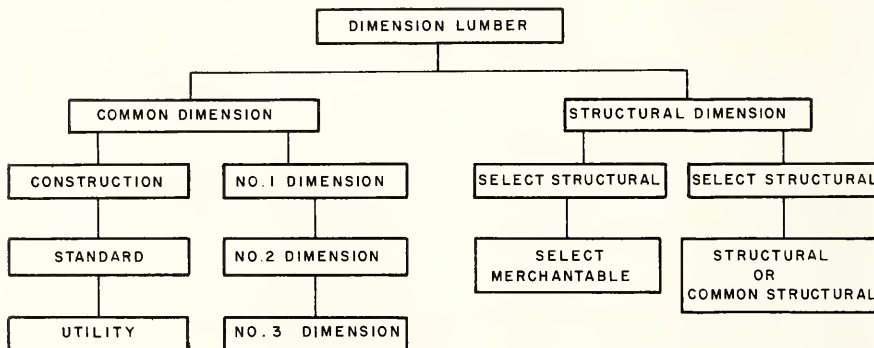 DIMENSION LUMBER
COMMON DIMENSION
STRUCTURAL DIMENSION
CONSTRUCTION
NO.1 DIMENSION
SELECT STRUCTURAL
SELECT STRUCTURAL
STANDARD
NO.2 DIMENSION
SELECT
MERCHANTABLE
STRUCTURAL
OR
COMMON STRUCTURAL
UTILITY
NO. 3 DIMENSION